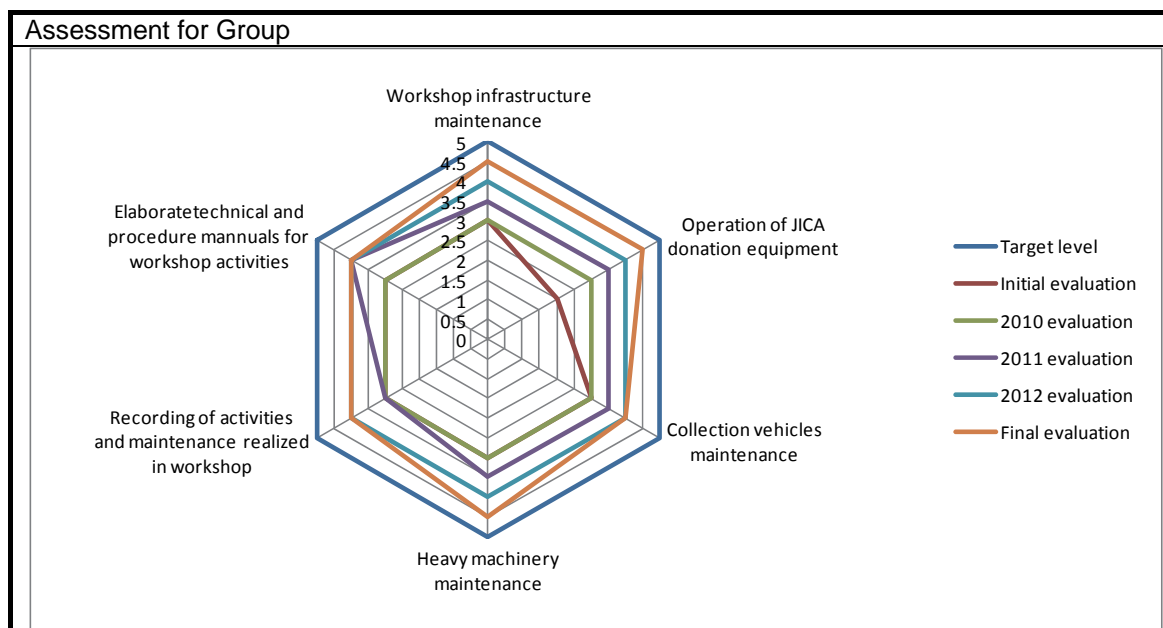 Assessment for Group
Workshop infrastructure
maintenance
5
4.5
4
3.5
3
2.5
2
1.5
1
0.5
0
Operation of JICA
donation equipment
Collection vehicles
maintenance
Heavy machinery
maintenance
Recording of activities
and maintenance realized
in workshop
Elaboratetechnical and
procedure mannuals for
workshop activities
Target level
Initial evaluation
2010 evaluation
2011 evaluation
2012 evaluation
Final evaluation